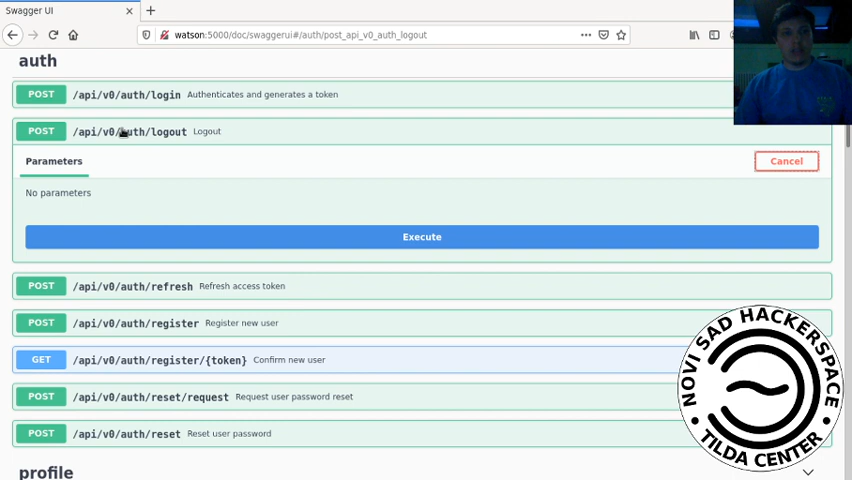 Swagger UI
watson:5000/doc/swaggerui#/auth/post_api_v0_auth_logout
auth
POST /api/v0/auth/login Authenticates and generates a token
POST /api/v0/auth/logout Logout
Parameters
Cancel
No parameters
Execute
POST /api/v0/auth/refresh Refresh access token
POST /api/v0/auth/register Register new user
GET /api/v0/auth/register/{token} Confirm new user
POST /api/v0/auth/reset/request Request user password reset
POST /api/v0/auth/reset Reset user password
profile
NOVI SAD HACKERSPACE
TILDA CENTER